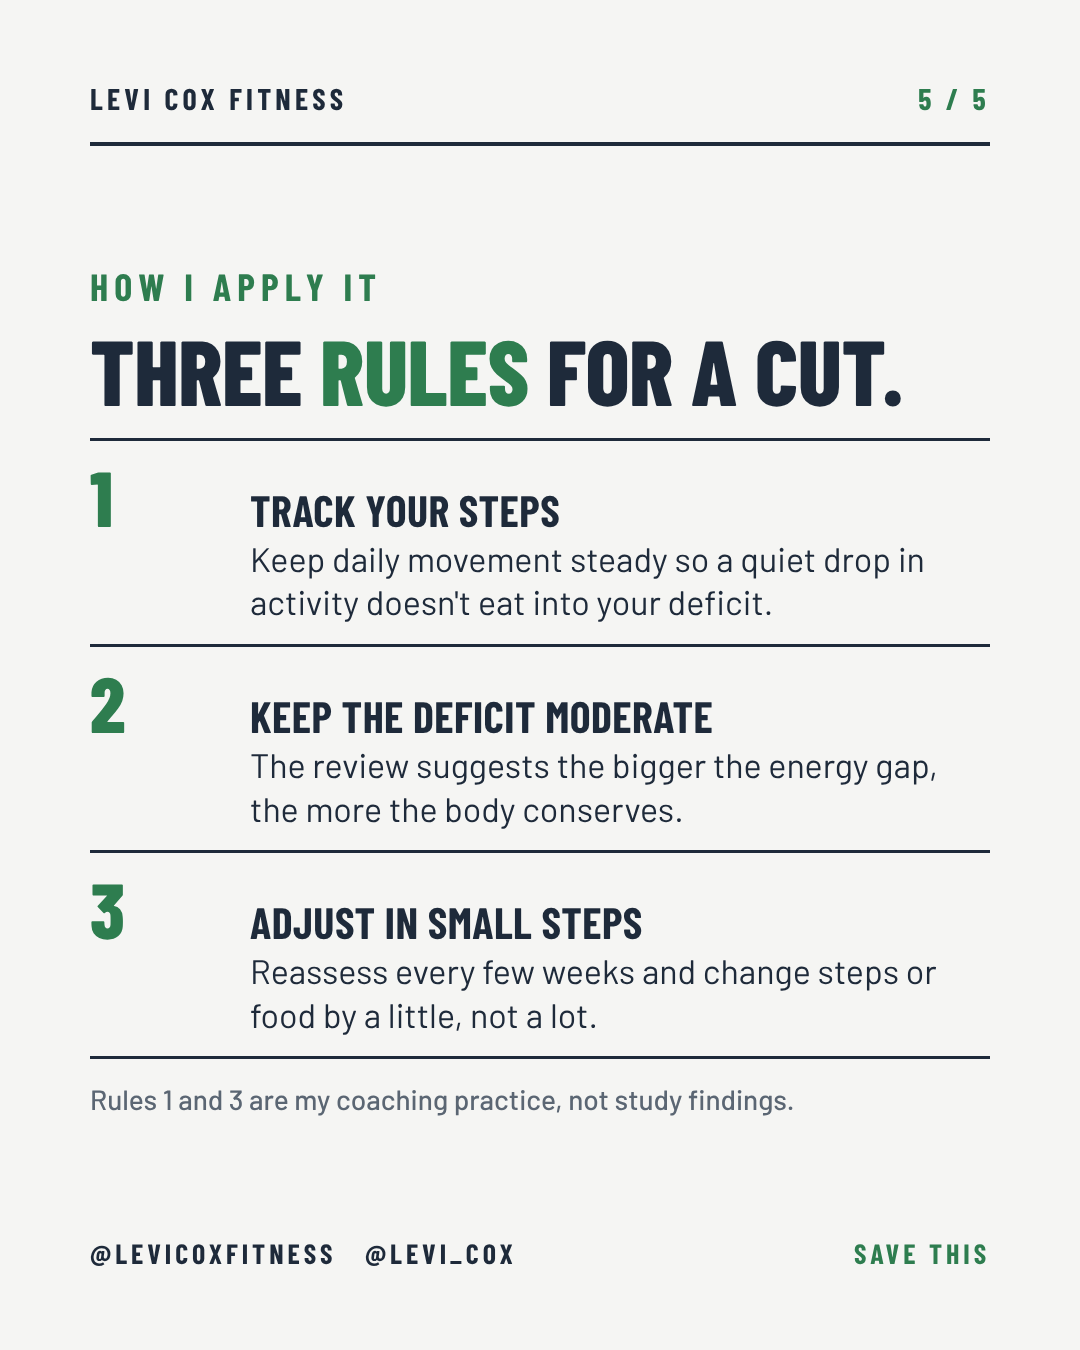 LEVI COX FITNESS
5 / 5
HOW I APPLY IT
THREE RULES FOR A CUT.
1
TRACK YOUR STEPS
Keep daily movement steady so a quiet drop in
activity doesn't eat into your deficit.
2
KEEP THE DEFICIT MODERATE
The review suggests the bigger the energy gap,
the more the body conserves.
3
ADJUST IN SMALL STEPS
Reassess every few weeks and change steps or
food by a little, not a lot.
Rules 1 and 3 are my coaching practice, not study findings.
@LEVICOXFITNESS @LEVI_COX
SAVE THIS